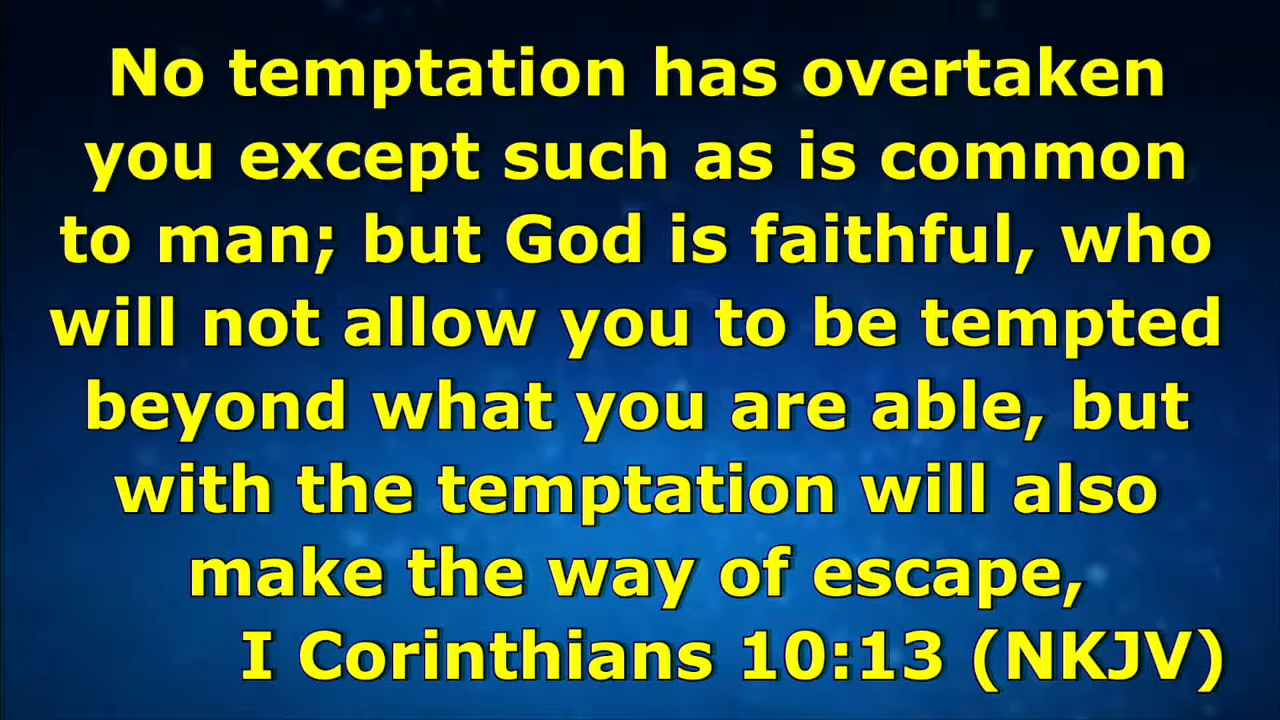 No temptation has overtaken
you except such as is common
to man; but God is faithful, who
will not allow you to be tempted
beyond what you are able, but
with the temptation will also
make the way of escape,
I Corinthians 10:13 (NKJV)